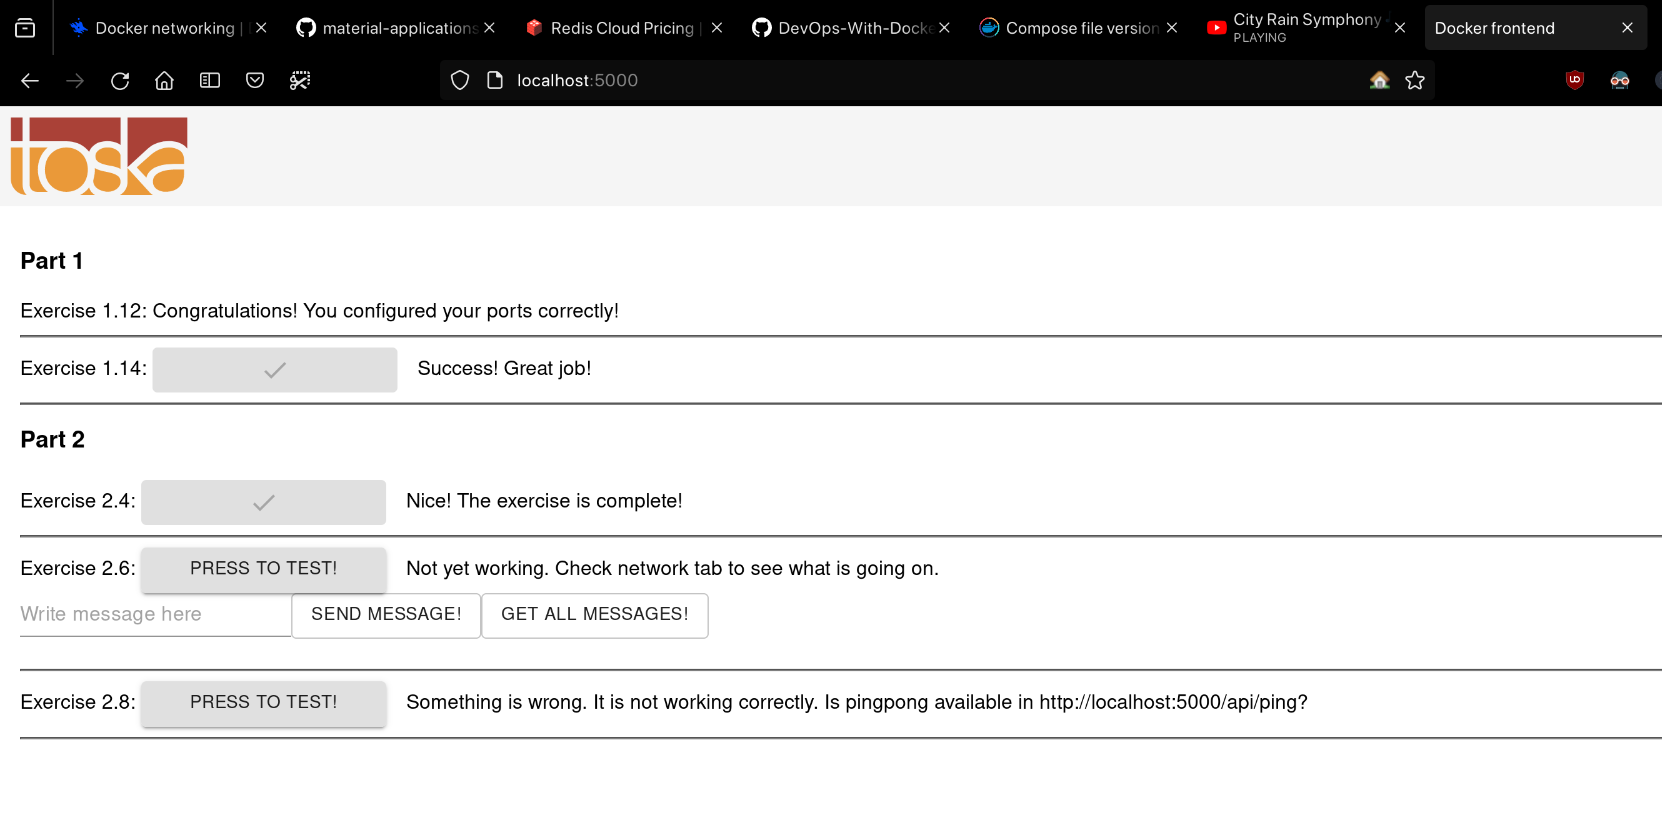 Docker networking |
material-applications
Redis Cloud Pricing |
DevOps-With-Docke
Compose file version
City Rain Symphony
PLAYING
Docker frontend
localhost:5000
toska
Part 1
Exercise 1.12: Congratulations! You configured your ports correctly!
Exercise 1.14: Success! Great job!
Part 2
Exercise 2.4: Nice! The exercise is complete!
Exercise 2.6: PRESS TO TEST! Not yet working. Check network tab to see what is going on.
Write message here SEND MESSAGE! GET ALL MESSAGES!
Exercise 2.8: PRESS TO TEST! Something is wrong. It is not working correctly. Is pingpong available in http://localhost:5000/api/ping?